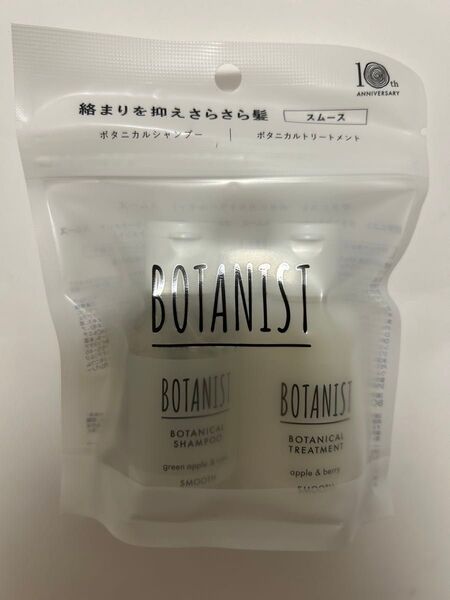 10th
ANNIVERSARY
絡まりを抑えさらさら髪 スムース
ボタニカルシャンプー | ボタニカルトリートメント
BOTANIST
BOTANIST
BOTANICAL
SHAMPOO
green apple &
SMOOTH
BOTANIST
BOTANICAL
TREATMENT
apple & berry
SMOOTH